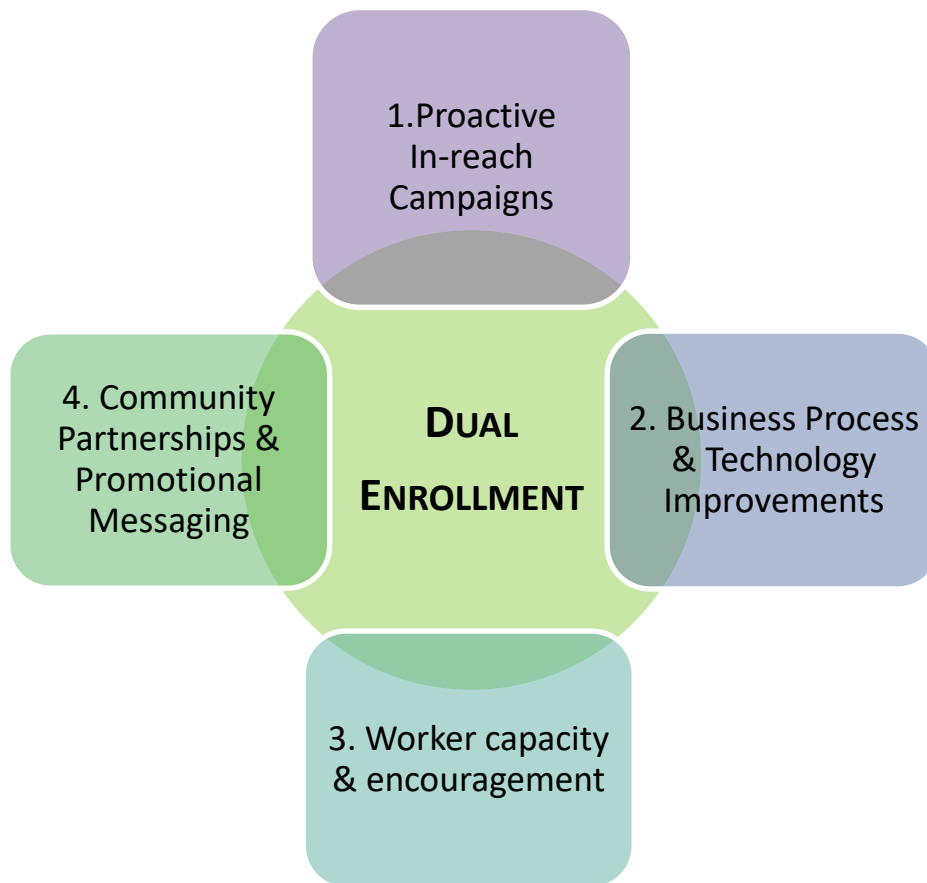 1.Proactive
In-reach
Campaigns
4. Community
Partnerships &
Promotional
Messaging
DUAL
ENROLLMENT
2. Business Process
& Technology
Improvements
3. Worker capacity
& encouragement